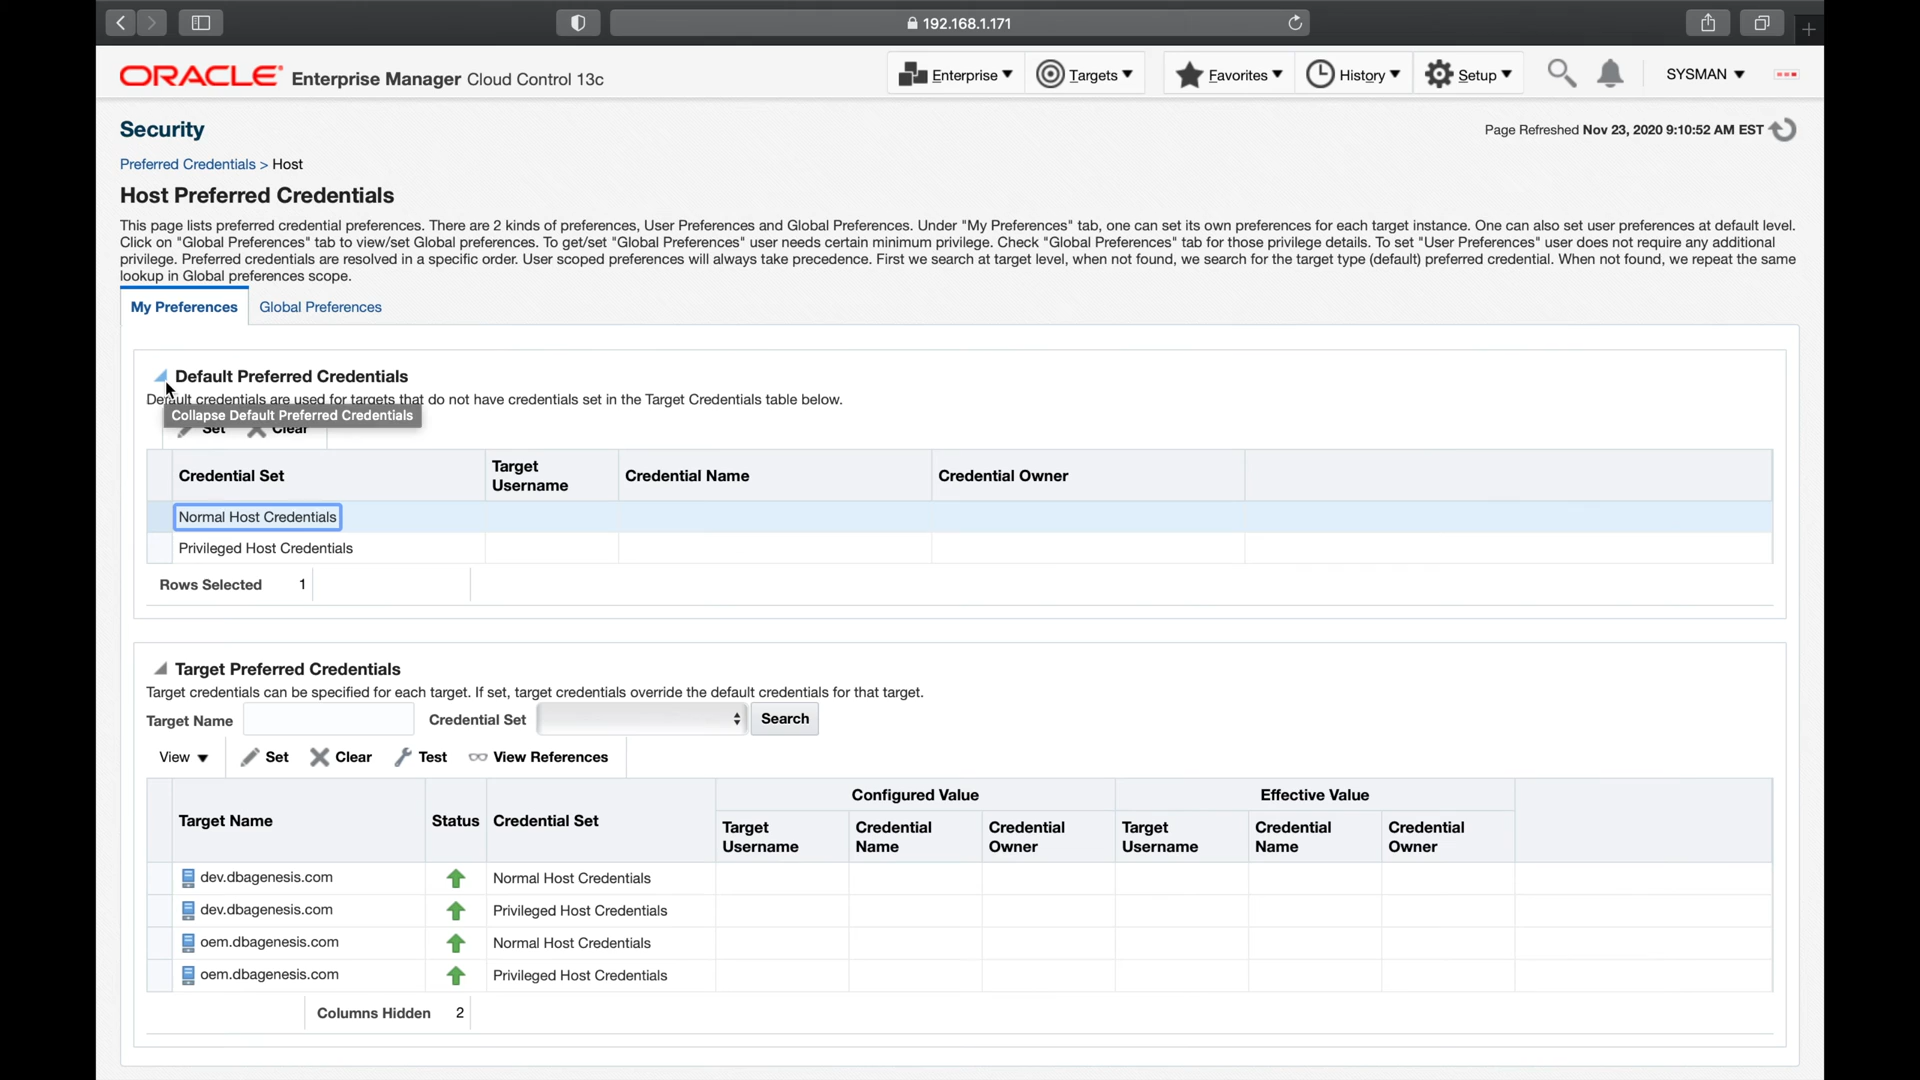 192.168.1.171
ORACLE Enterprise Manager Cloud Control 13c
Enterprise Targets Favorites History Setup SYSMAN
Security
Page Refreshed Nov 23, 2020 9:10:52 AM EST
Preferred Credentials > Host
Host Preferred Credentials
This page lists preferred credential preferences. There are 2 kinds of preferences, User Preferences and Global Preferences. Under "My Preferences" tab, one can set its own preferences for each target instance. One can also set user preferences at default level.
Click on "Global Preferences" tab to view/set Global preferences. To get/set "Global Preferences" user needs certain minimum privilege. Check "Global Preferences" tab for those privilege details. To set "User Preferences" user does not require any additional
privilege. Preferred credentials are resolved in a specific order. User scoped preferences will always take precedence. First we search at target level, when not found, we search for the target type (default) preferred credential. When not found, we repeat the same
lookup in Global preferences scope.
My Preferences Global Preferences
Default Preferred Credentials
Default credentials are used for targets that do not have credentials set in the Target Credentials table below.
Collapse Default Preferred Credentials
Set Clear
Credential Set Target Username Credential Name Credential Owner
Normal Host Credentials
Privileged Host Credentials
Rows Selected 1
Target Preferred Credentials
Target credentials can be specified for each target. If set, target credentials override the default credentials for that target.
Target Name Credential Set Search
View Set Clear Test View References
Configured Value Effective Value
Target Name Status Credential Set Target Username Credential Name Credential Owner Target Username Credential Name Credential Owner
dev.dbagenesis.com Normal Host Credentials
dev.dbagenesis.com Privileged Host Credentials
oem.dbagenesis.com Normal Host Credentials
oem.dbagenesis.com Privileged Host Credentials
Columns Hidden 2